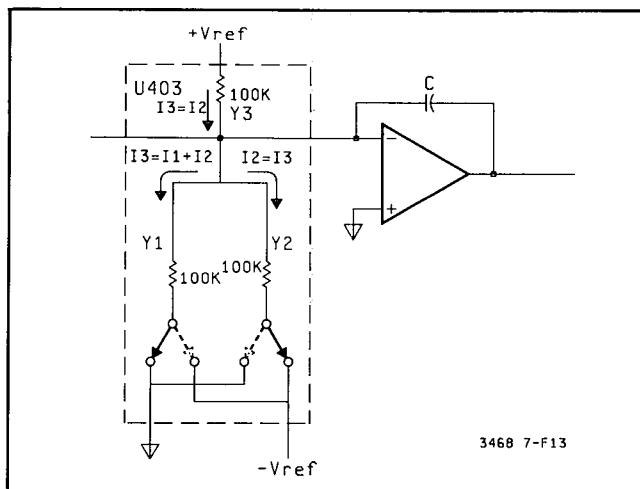 +Vref
U403
100K
I3=I2
Y3
C
I3=I1+I2
I2=I3
−
+
Y1
Y2
100K
100K
3468 7-F13
-Vref